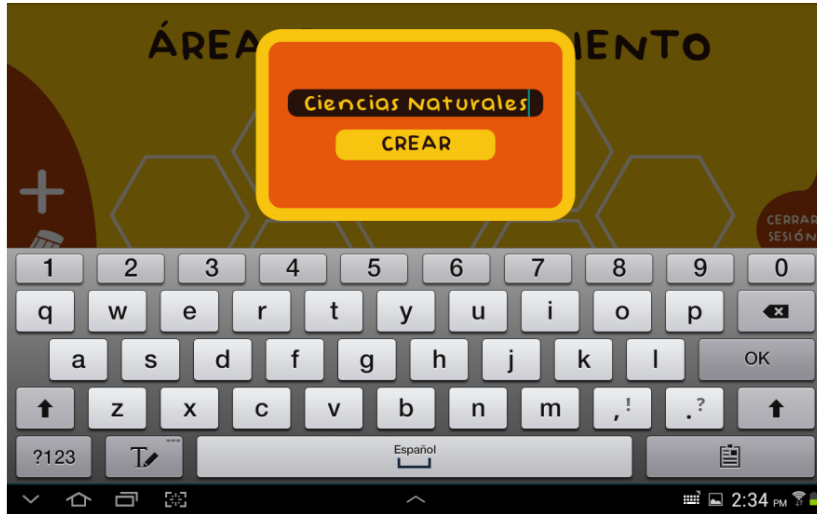 ÁREA IENTO
Ciencias Naturales
CREAR
CERRAR
SESIÓN
1 2 3 4 5 6 7 8 9 0
q w e r t y u i o p
a s d f g h j k l OK
z x c v b n m ,! .?
?123 T Español
2:34 PM